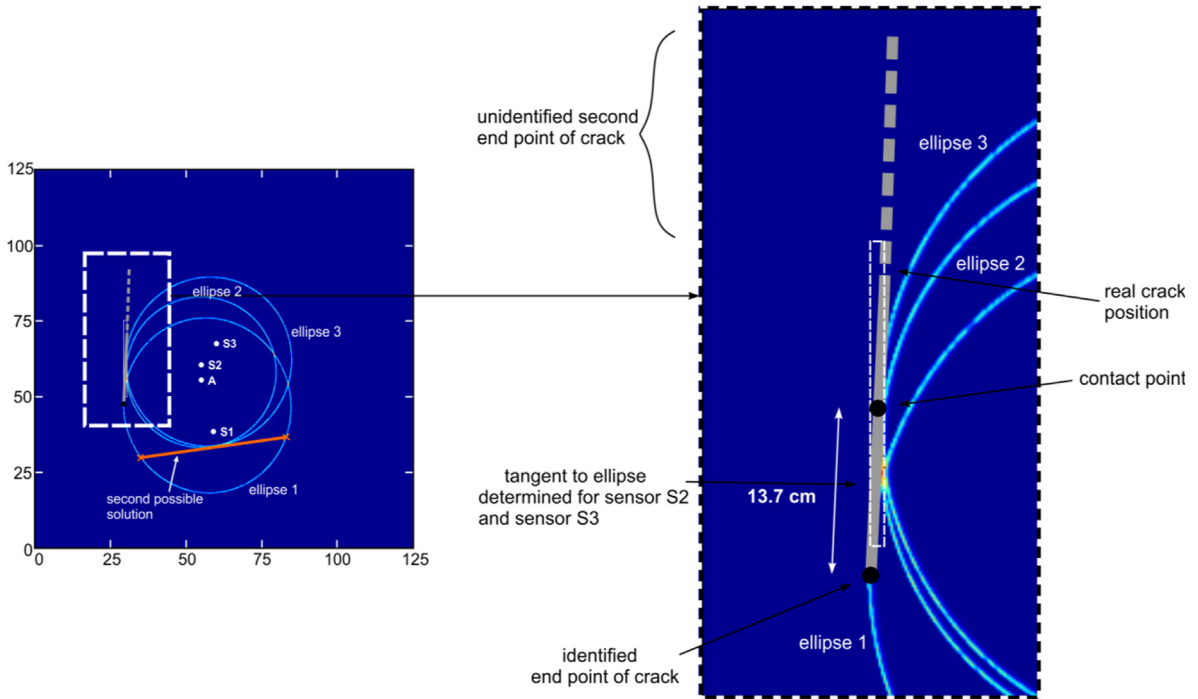 125
100
75
50
25
0
0
25
50
75
100
125
ellipse 2
ellipse 3
S3
S2
A
S1
second possible
solution
ellipse 1
unidentified second
end point of crack
ellipse 3
ellipse 2
real crack
position
contact point
tangent to ellipse
determined for sensor S2
and sensor S3
13.7 cm
ellipse 1
identified
end point of crack